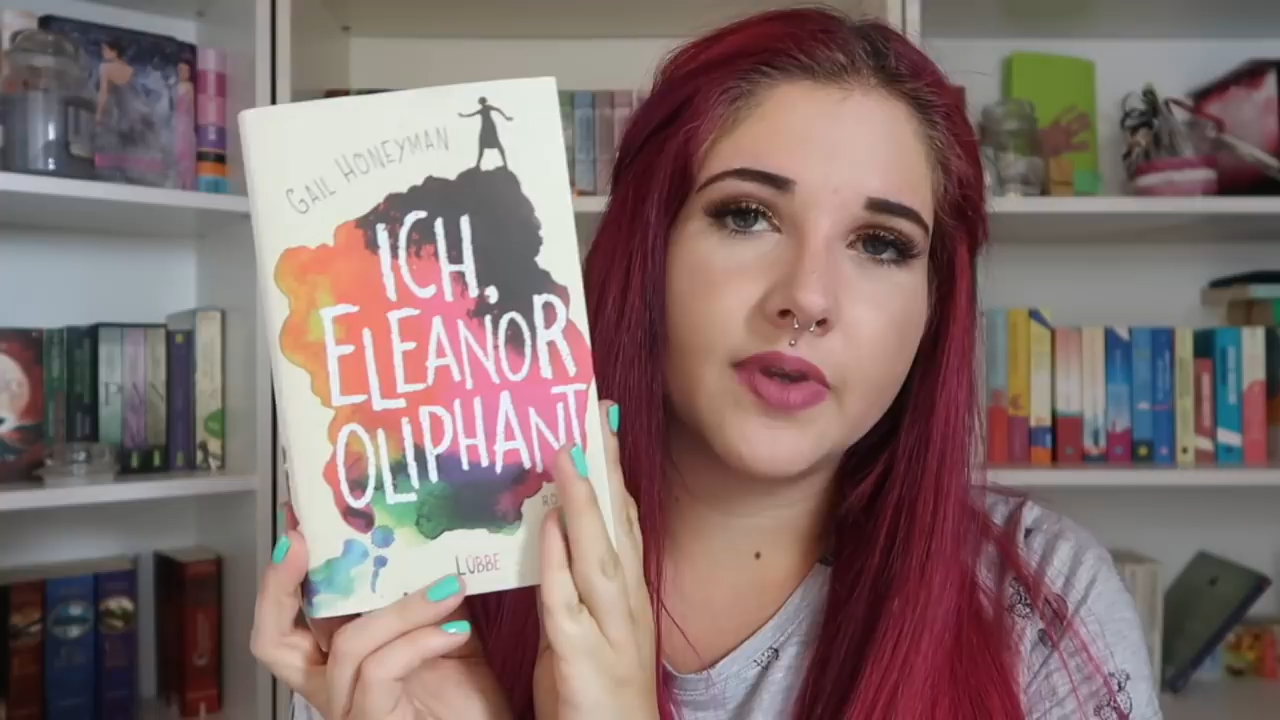 GAIL HONEYMAN
ICH,
ELEANOR
OLIPHANT
LÜBBE